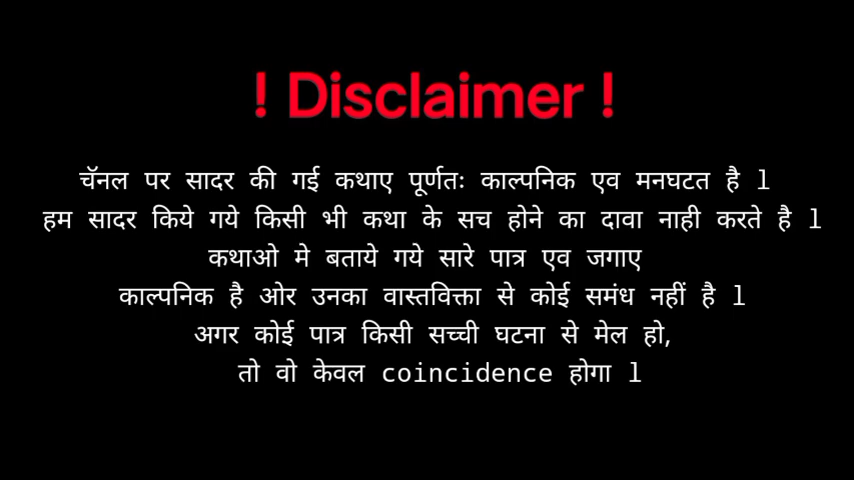 ! Disclaimer !
चॅनल पर सादर की गई कथाए पूर्णतः काल्पनिक एव मनघटत है l
हम सादर किये गये किसी भी कथा के सच होने का दावा नाही करते है l
कथाओ मे बताये गये सारे पात्र एव जगाए
काल्पनिक है ओर उनका वास्तविक्ता से कोई समंध नहीं है l
अगर कोई पात्र किसी सच्ची घटना से मेल हो,
तो वो केवल coincidence होगा l